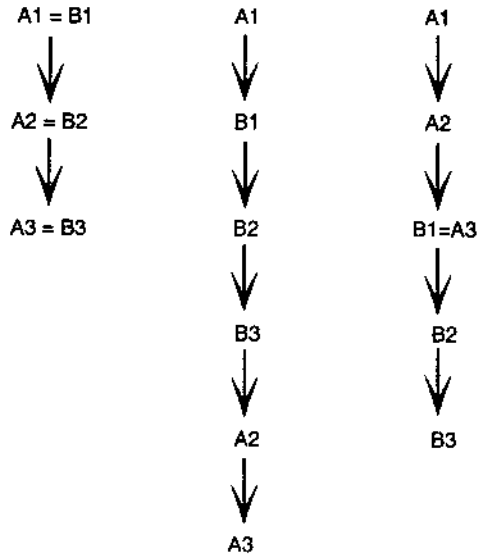 A1 = B1
A2 = B2
A3 = B3
A1
B1
B2
B3
A2
A3
A1
A2
B1=A3
B2
B3